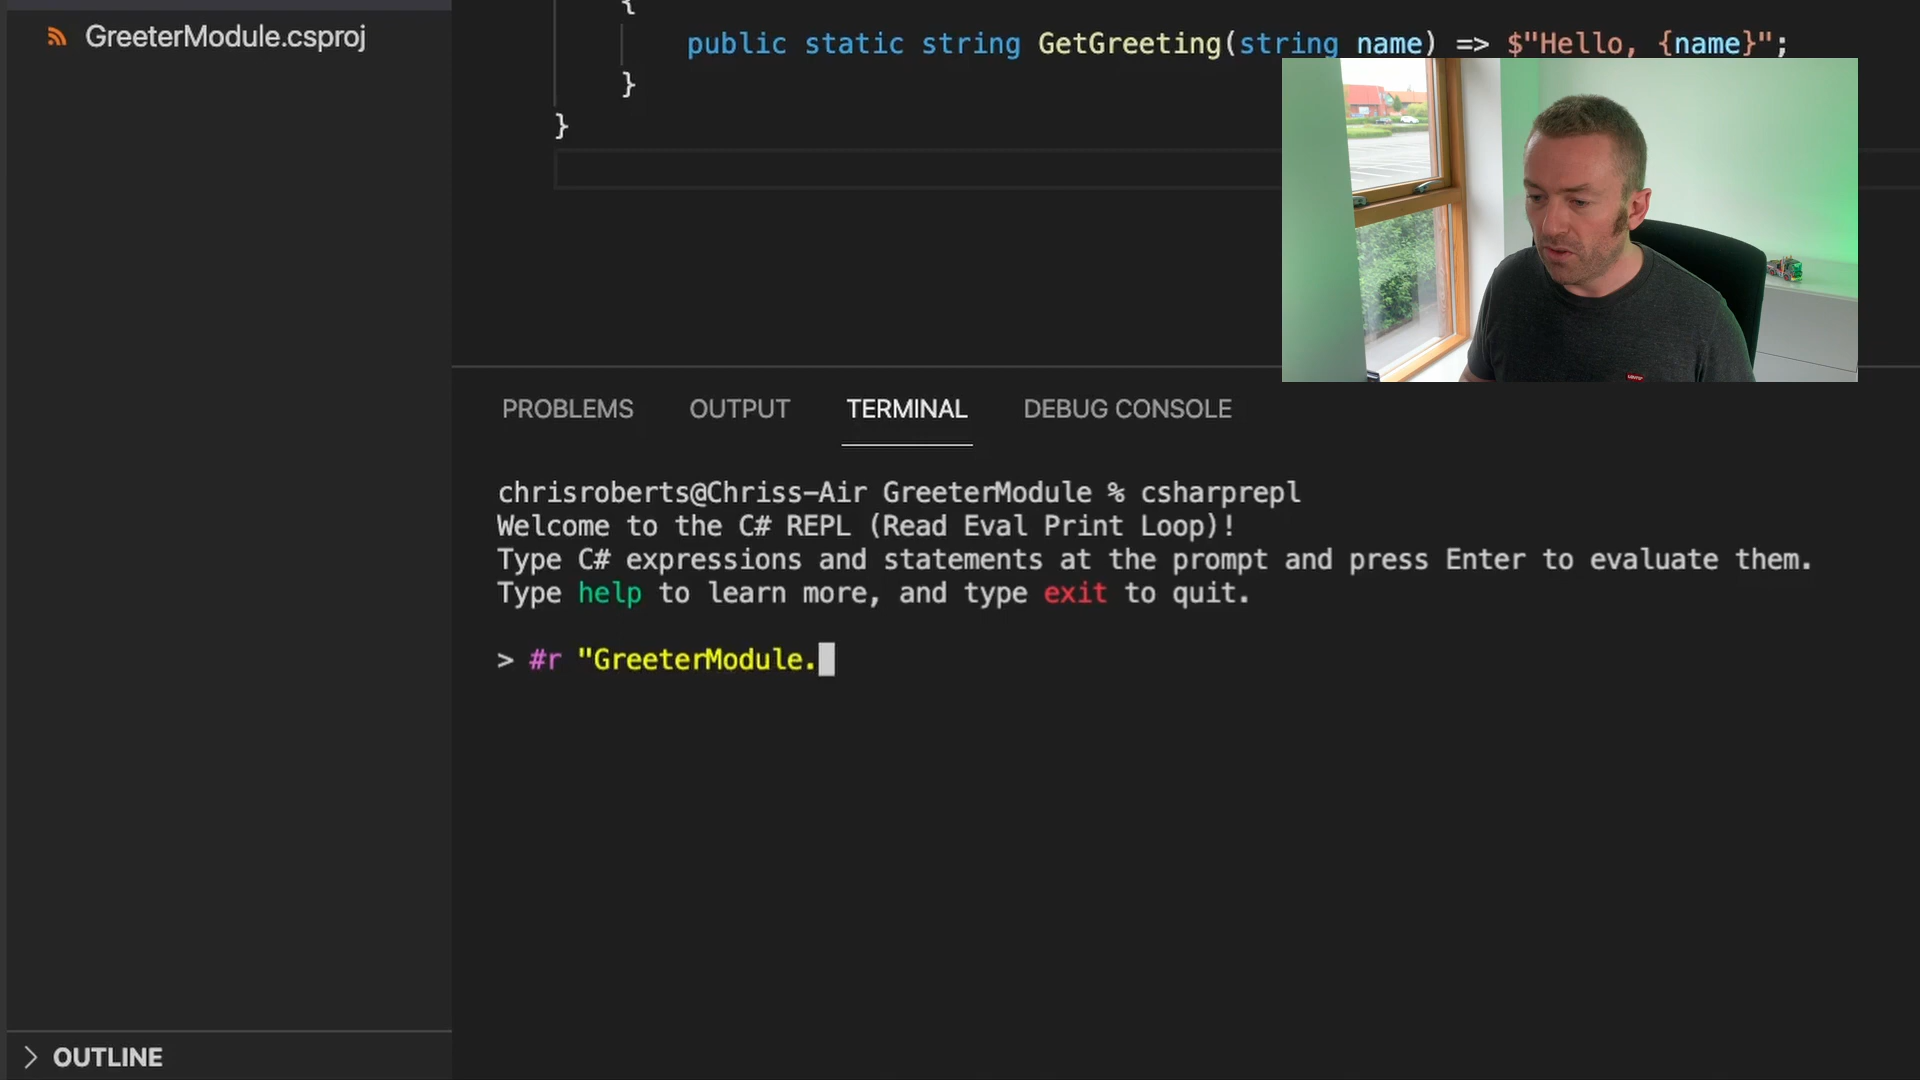 GreeterModule.csproj
{
public static string GetGreeting(string name) => $"Hello, {name}";
}
}
PROBLEMS OUTPUT TERMINAL DEBUG CONSOLE
chrisroberts@Chriss-Air GreeterModule % csharprepl
Welcome to the C# REPL (Read Eval Print Loop)!
Type C# expressions and statements at the prompt and press Enter to evaluate them.
Type help to learn more, and type exit to quit.
> #r "GreeterModule.
OUTLINE